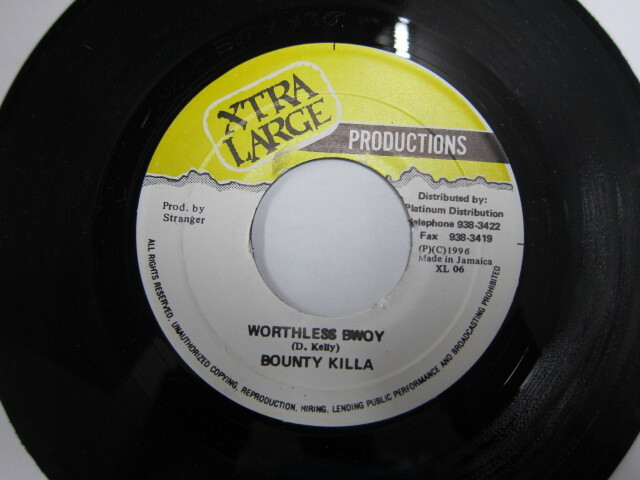 XTRA
LARGE
PRODUCTIONS
Prod. by
Stranger
Distributed by:
Platinum Distribution
telephone 938-3422
Fax 938-3419
(P)(C)1996
Made in Jamaica
XL 06
WORTHLESS BWOY
(D. Kelly)
BOUNTY KILLA
ALL RIGHTS RESERVED, UNAUTHORIZED COPYING, REPRODUCTION, HIRING, LENDING PUBLIC PERFORMANCE AND BROADCASTING PROHIBITED